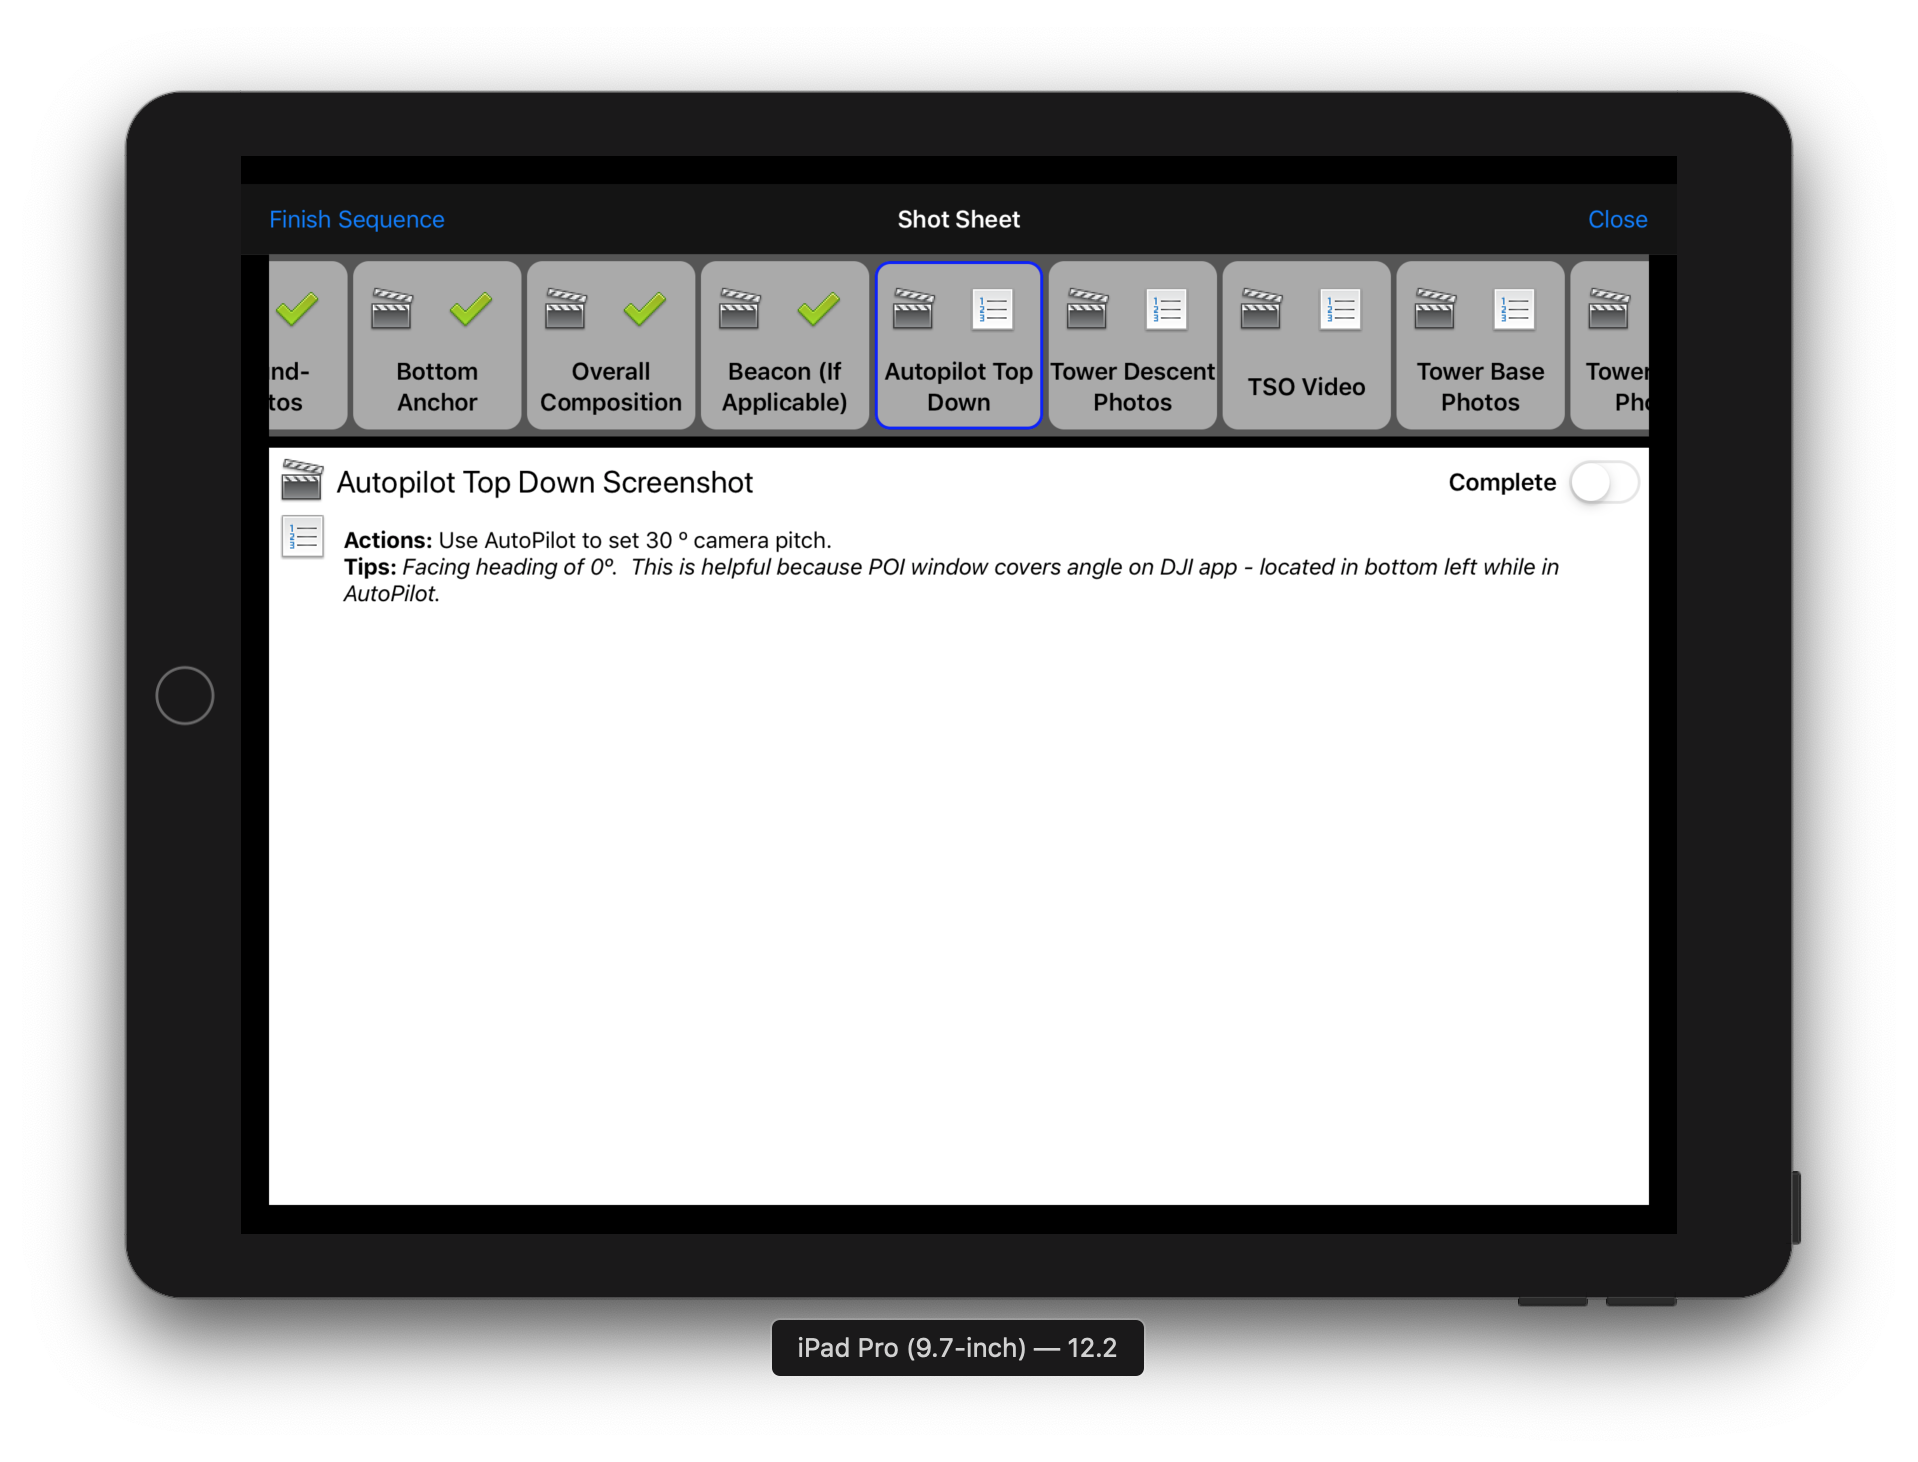 Finish Sequence
Shot Sheet
Close
nd-
tos
Bottom
Anchor
Overall
Composition
Beacon (If
Applicable)
Autopilot Top
Down
Tower Descent
Photos
TSO Video
Tower Base
Photos
Tower
Pho
Autopilot Top Down Screenshot
Complete
Actions: Use AutoPilot to set 30 º camera pitch.
Tips: Facing heading of 0º.  This is helpful because POI window covers angle on DJI app - located in bottom left while in
AutoPilot.
iPad Pro (9.7-inch) — 12.2